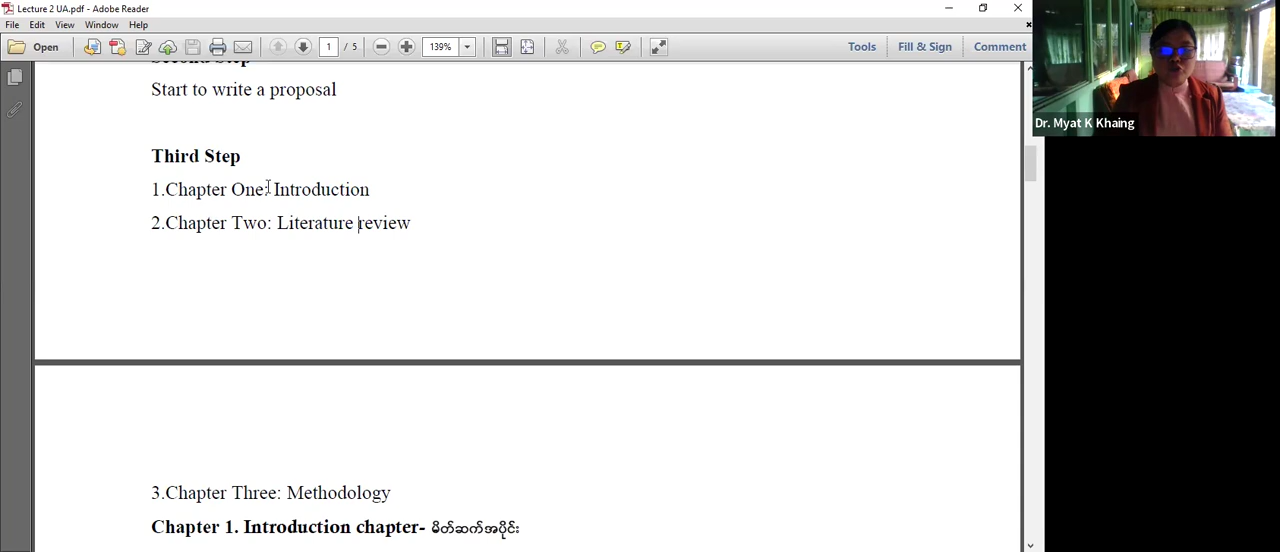 Lecture 2 UA.pdf - Adobe Reader
File Edit View Window Help
Open 1 / 5 139% Tools Fill & Sign Comment
Second Step
Start to write a proposal
Dr. Myat K Khaing
Third Step
1.Chapter One: Introduction
2.Chapter Two: Literature review
3.Chapter Three: Methodology
Chapter 1. Introduction chapter- မိတ်ဆက်အပိုင်း